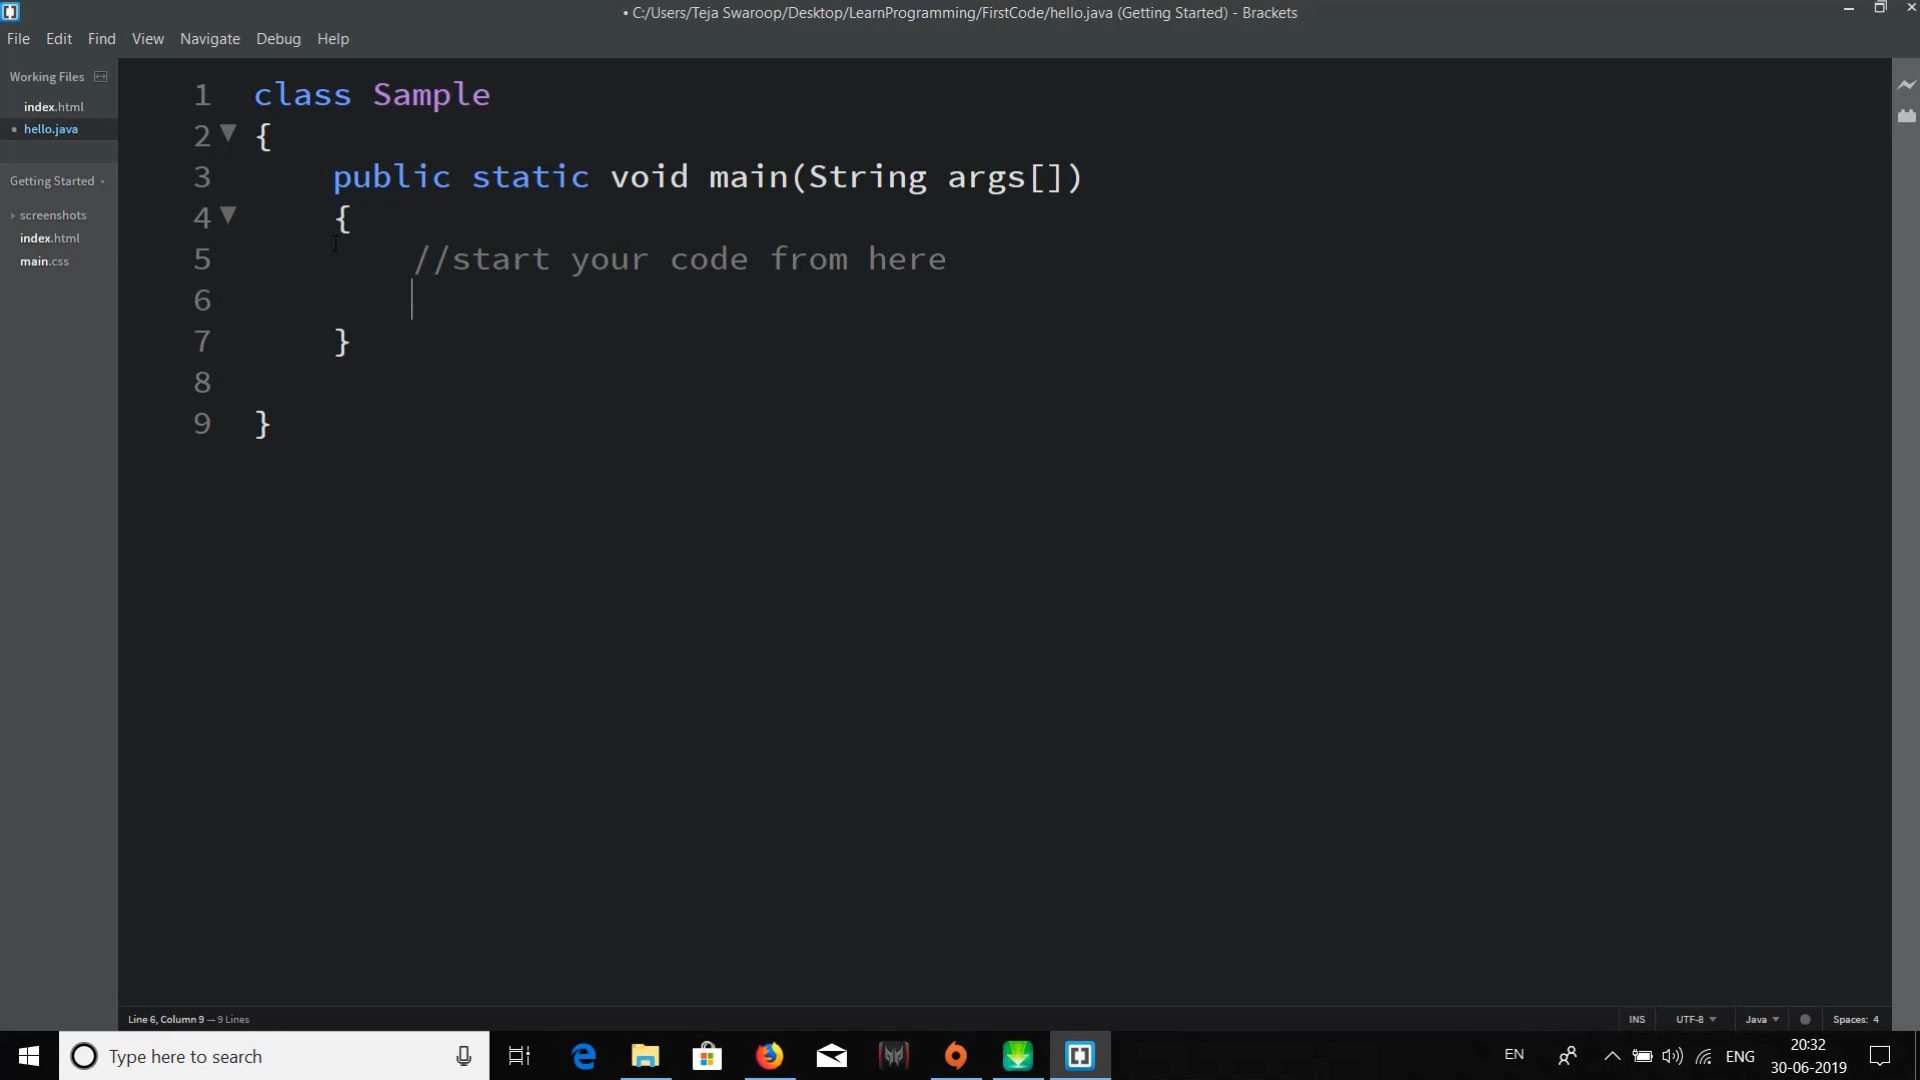 • C:/Users/Teja Swaroop/Desktop/LearnProgramming/FirstCode/hello.java (Getting Started) - Brackets
File Edit Find View Navigate Debug Help
Working Files
index.html
• hello.java
Getting Started
screenshots
index.html
main.css
1 class Sample
2 {
3 public static void main(String args[])
4 {
5 //start your code from here
6
7 }
8
9 }
Line 6, Column 9 — 9 Lines
INS UTF-8 Java Spaces: 4
Type here to search
EN
ENG
20:32
30-06-2019